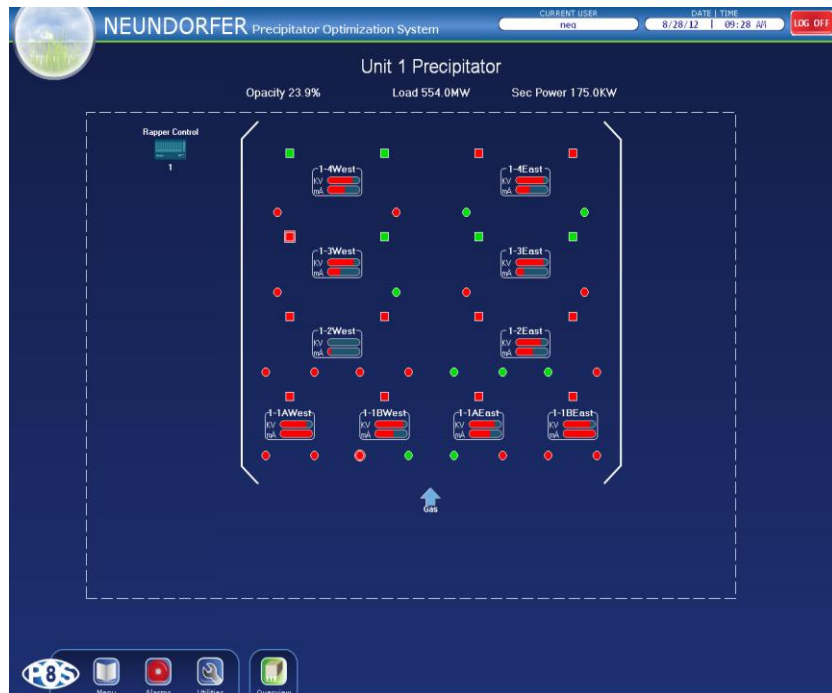 CURRENT USER
DATE | TIME
NEUNDORFER Precipitator Optimization System
neq
8/28/12 | 09:28 AM
LOG OFF
Unit 1 Precipitator
Opacity 23.9% Load 554.0MW Sec Power 175.0KW
Rapper Control
1
1-4West 1-4East
KV KV
mA mA
1-3West 1-3East
KV KV
mA mA
1-2West 1-2East
KV KV
mA mA
1-1AWest 1-1BWest 1-1AEast 1-1BEast
KV KV KV KV
mA mA mA mA
Gas
P8S
Menu Alarms Utilities Overview